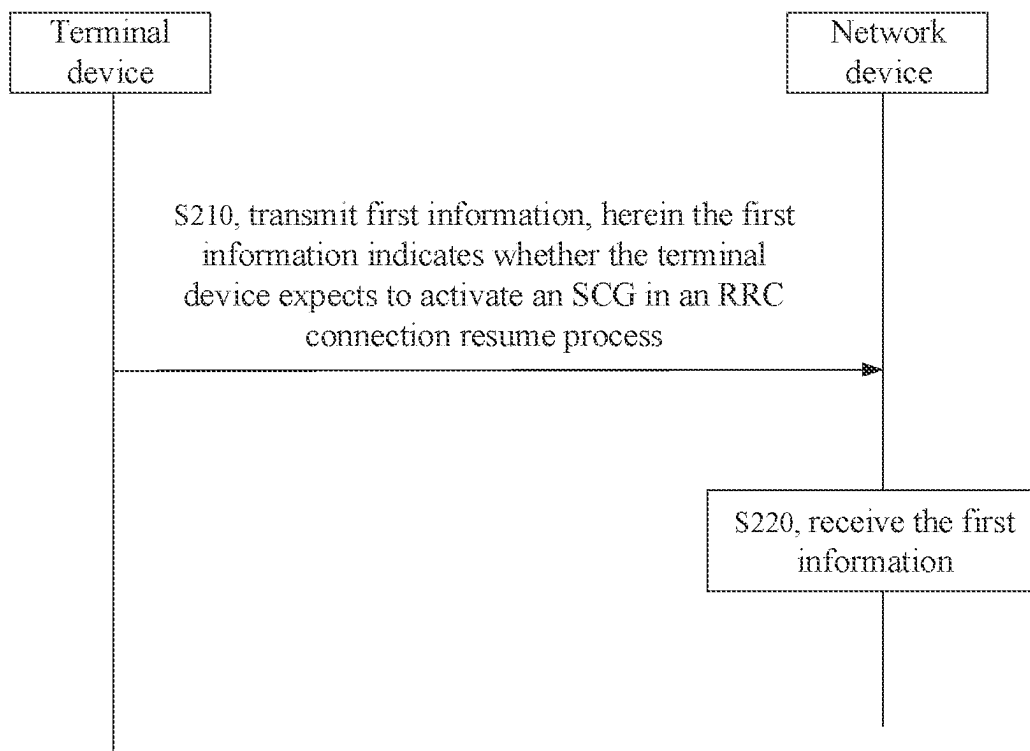 Terminal
device
Network
device
S210, transmit first information, herein the first
information indicates whether the terminal
device expects to activate an SCG in an RRC
connection resume process
S220, receive the first
information